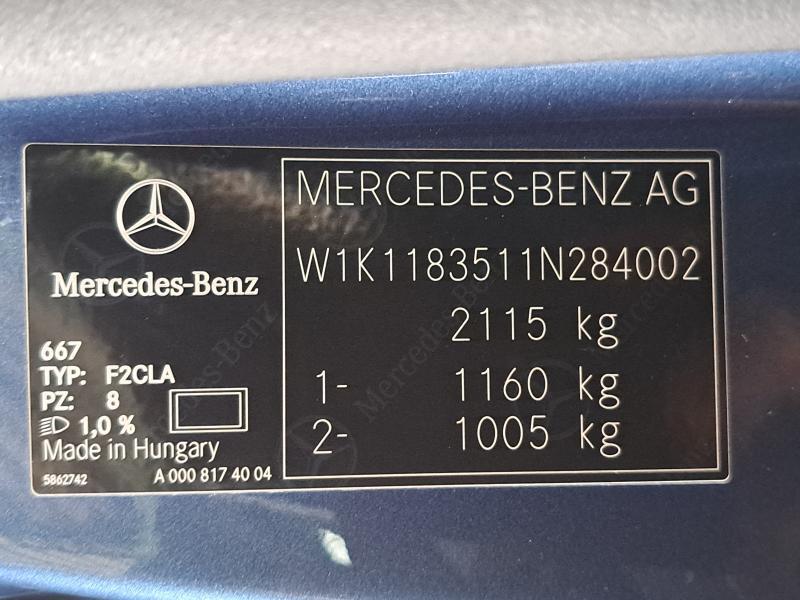 Mercedes-Benz
667
TYP: F2CLA
PZ: 8
1,0 %
Made in Hungary
5862742
A 000 817 40 04
MERCEDES-BENZ AG
W1K1183511N284002
2115 kg
1- 1160 kg
2- 1005 kg